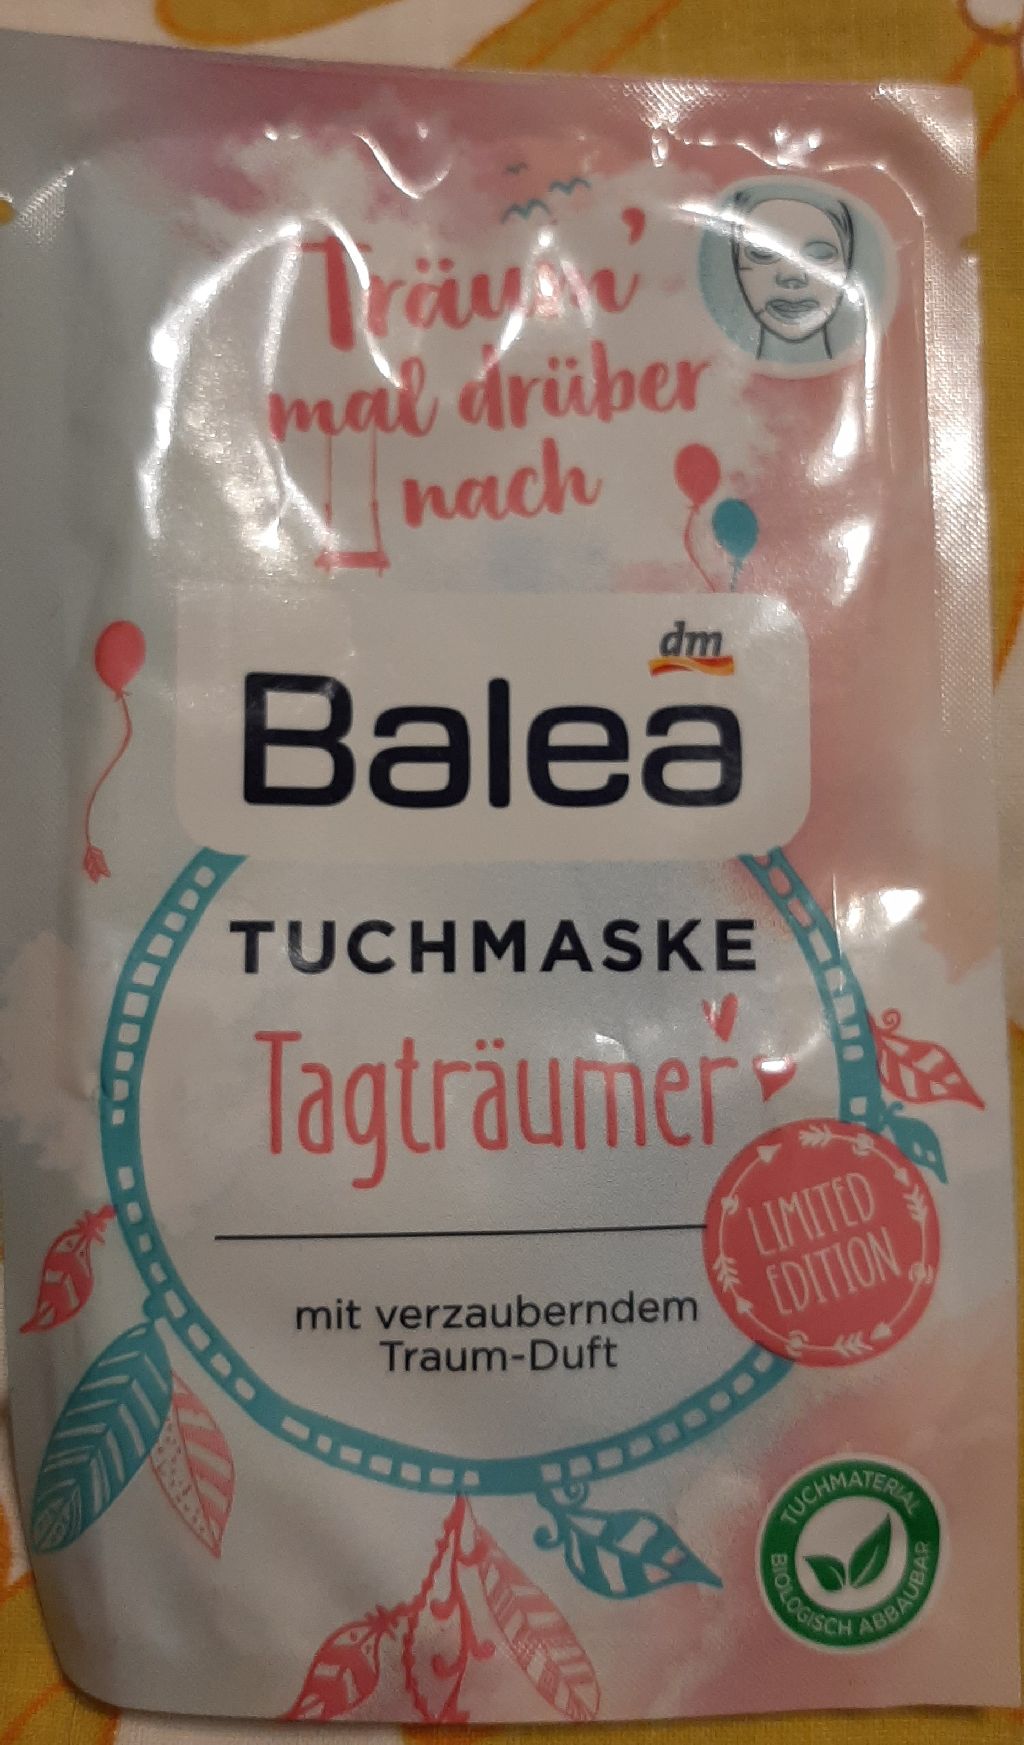 Träum'
mal drüber
nach
dm
Balea
TUCHMASKE
Tagträumer
LIMITED
EDITION
mit verzauberndem
Traum-Duft
TUCHMATERIAL
BIOLOGISCH ABBAUBAR